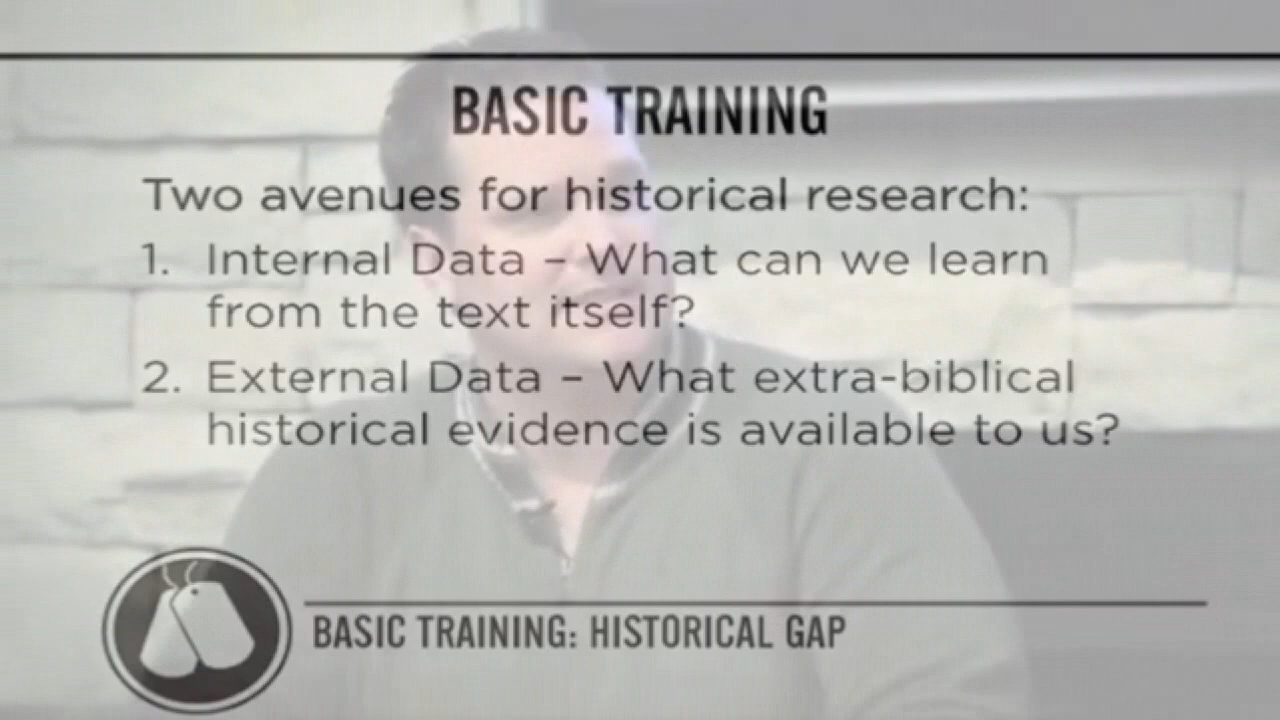 BASIC TRAINING
Two avenues for historical research:
1. Internal Data – What can we learn
from the text itself?
2. External Data – What extra-biblical
historical evidence is available to us?
BASIC TRAINING: HISTORICAL GAP